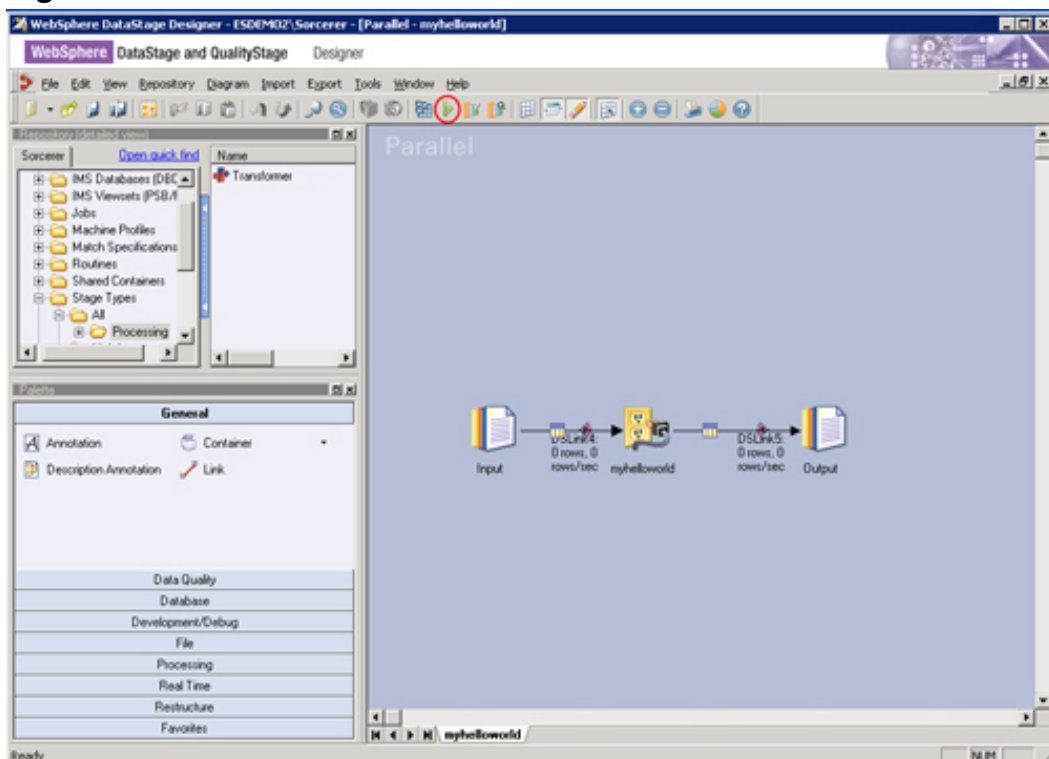 WebSphere DataStage Designer - ESDEMO2\Sorcerer - [Parallel - myhelloworld]
WebSphere DataStage and QualityStage Designer
File Edit View Repository Diagram Import Export Tools Window Help
Repository (detailed view)
Sorcerer Open quick find
Name
IMS Databases (DBD
Transformer
IMS Viewsets (PSB/
Jobs
Machine Profiles
Match Specifications
Routines
Shared Containers
Stage Types
All
Processing
Palette
General
Annotation Container
Description Annotation Link
Data Quality
Database
Development/Debug
File
Processing
Real Time
Restructure
Favorites
Parallel
Input
DSLink4:
0 rows, 0
rows/sec
myhelloworld
DSLink5:
0 rows, 0
rows/sec
Output
myhelloworld
Ready
NUM